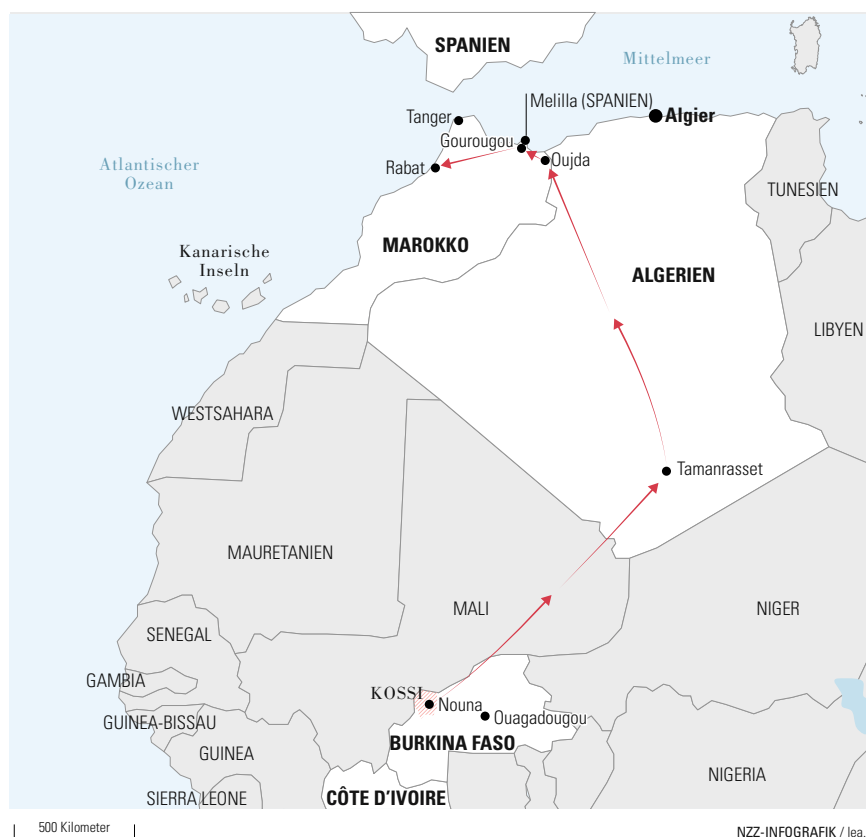 SPANIEN
Mittelmeer
Melilla (SPANIEN)
Algier
Tanger
Gourougou
Oujda
Rabat
Atlantischer
Ozean
TUNESIEN
Kanarische
Inseln
MAROKKO
ALGERIEN
LIBYEN
WESTSAHARA
Tamanrasset
MAURETANIEN
MALI
NIGER
SENEGAL
GAMBIA
KOSSI
Nouna
Ouagadougou
GUINEA-BISSAU
BURKINA FASO
GUINEA
NIGERIA
SIERRA LEONE
CÔTE D'IVOIRE
500 Kilometer
NZZ-INFOGRAFIK / lea.